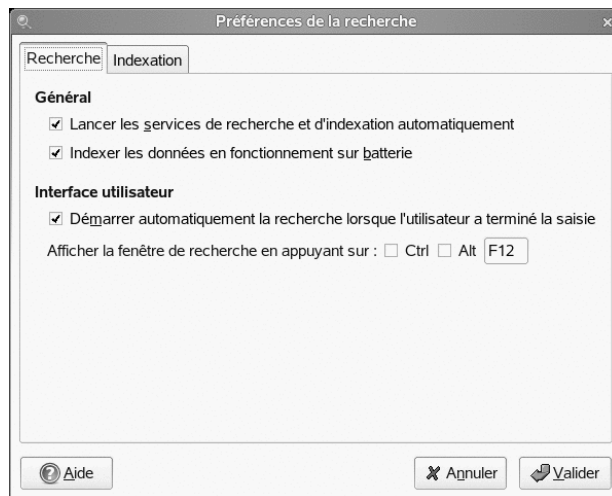 Préférences de la recherche
Recherche Indexation
Général
Lancer les services de recherche et d'indexation automatiquement
Indexer les données en fonctionnement sur batterie
Interface utilisateur
Démarrer automatiquement la recherche lorsque l'utilisateur a terminé la saisie
Afficher la fenêtre de recherche en appuyant sur : Ctrl Alt F12
Aide Annuler Valider